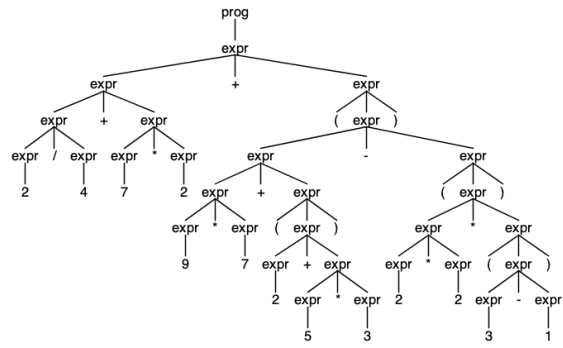 prog
expr
expr + expr
expr + expr ( expr )
expr / expr expr * expr expr - expr
2 4 7 2 expr + expr ( expr )
expr * expr ( expr ) expr * expr
9 7 expr + expr expr * expr ( expr )
2 expr * expr 2 2 expr - expr
5 3 3 1